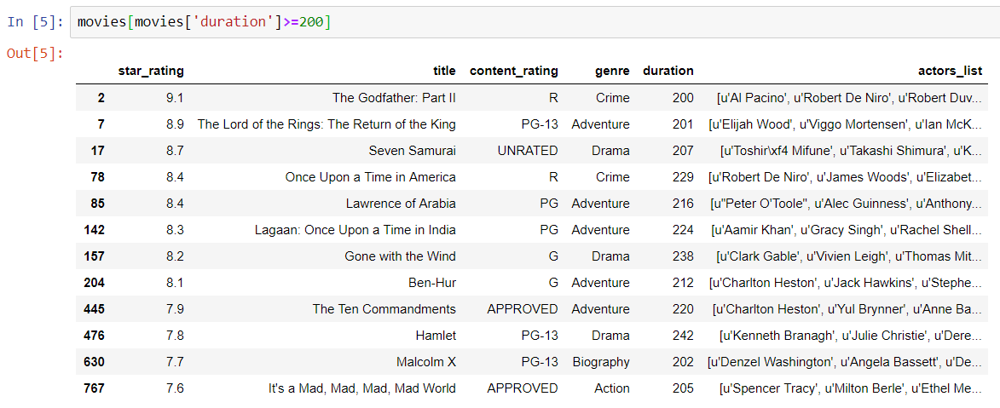 In [5]: movies[movies['duration']>=200]
Out[5]:
star_rating title content_rating genre duration actors_list
2 9.1 The Godfather: Part II R Crime 200 [u'Al Pacino', u'Robert De Niro', u'Robert Duv...
7 8.9 The Lord of the Rings: The Return of the King PG-13 Adventure 201 [u'Elijah Wood', u'Viggo Mortensen', u'Ian McK...
17 8.7 Seven Samurai UNRATED Drama 207 [u'Toshir\xf4 Mifune', u'Takashi Shimura', u'K...
78 8.4 Once Upon a Time in America R Crime 229 [u'Robert De Niro', u'James Woods', u'Elizabet...
85 8.4 Lawrence of Arabia PG Adventure 216 [u"Peter O'Toole", u'Alec Guinness', u'Anthony...
142 8.3 Lagaan: Once Upon a Time in India PG Adventure 224 [u'Aamir Khan', u'Gracy Singh', u'Rachel Shell...
157 8.2 Gone with the Wind G Drama 238 [u'Clark Gable', u'Vivien Leigh', u'Thomas Mit...
204 8.1 Ben-Hur G Adventure 212 [u'Charlton Heston', u'Jack Hawkins', u'Stephe...
445 7.9 The Ten Commandments APPROVED Adventure 220 [u'Charlton Heston', u'Yul Brynner', u'Anne Ba...
476 7.8 Hamlet PG-13 Drama 242 [u'Kenneth Branagh', u'Julie Christie', u'Dere...
630 7.7 Malcolm X PG-13 Biography 202 [u'Denzel Washington', u'Angela Bassett', u'De...
767 7.6 It's a Mad, Mad, Mad, Mad World APPROVED Action 205 [u'Spencer Tracy', u'Milton Berle', u'Ethel Me...